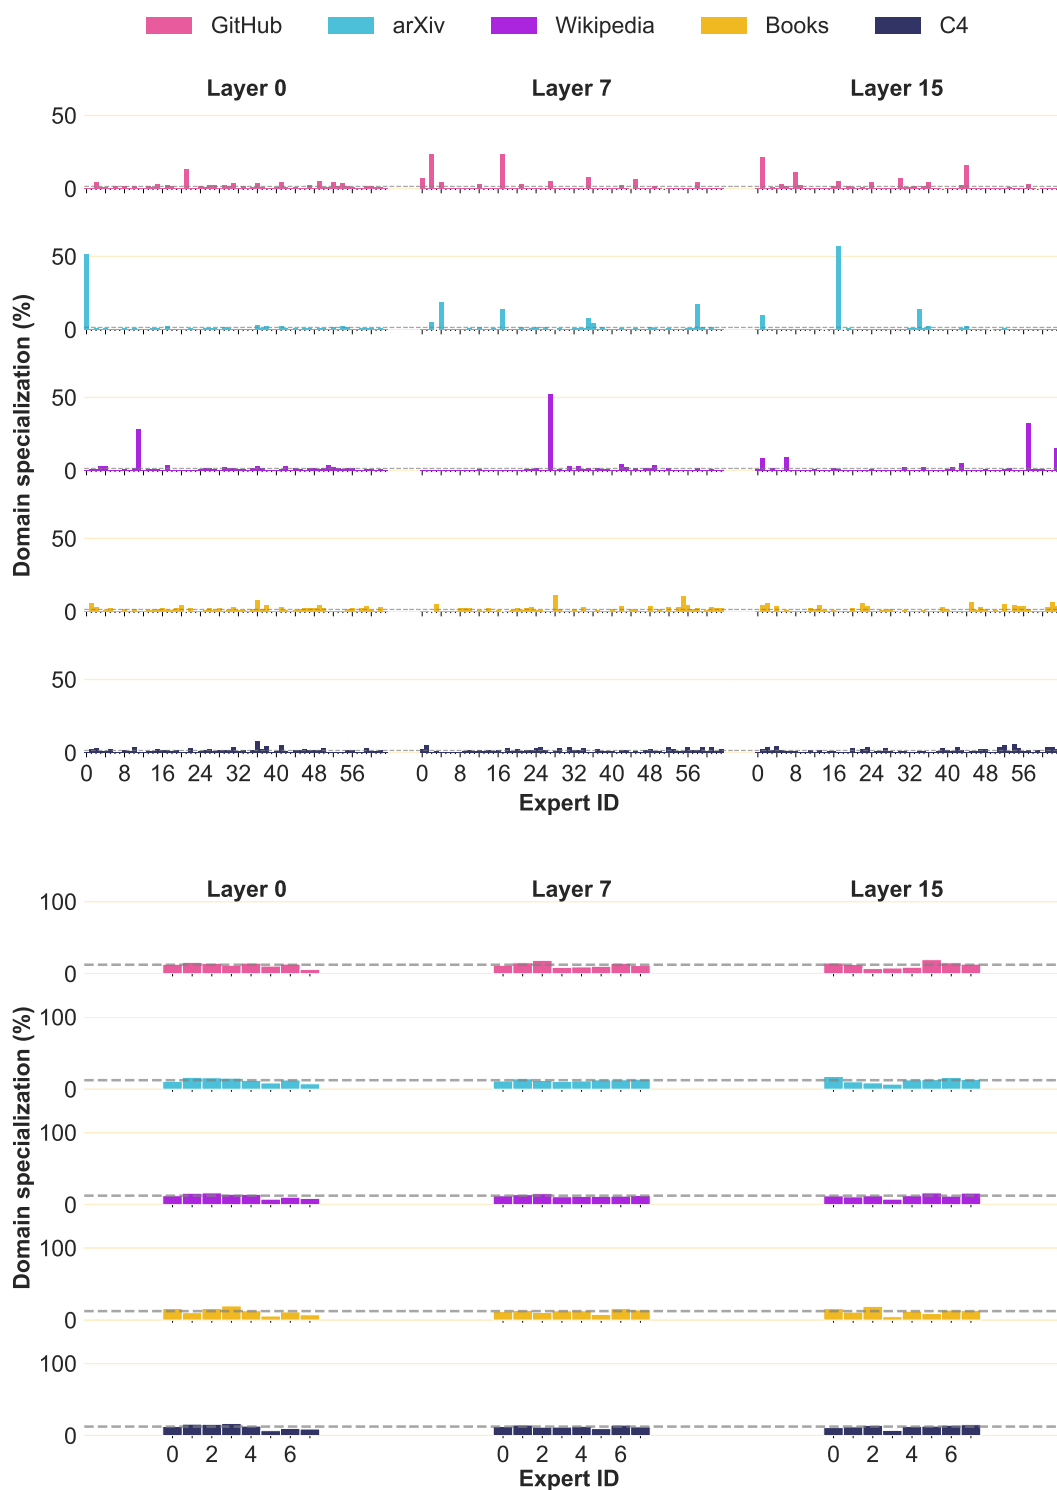 GitHub arXiv Wikipedia Books C4
Layer 0 Layer 7 Layer 15
50
0
50
0
50
0
50
0
50
0
Domain specialization (%)
0 8 16 24 32 40 48 56 0 8 16 24 32 40 48 56 0 8 16 24 32 40 48 56
Expert ID
Layer 0 Layer 7 Layer 15
100
0
100
0
100
0
100
0
100
0
Domain specialization (%)
0 2 4 6 0 2 4 6 0 2 4 6
Expert ID